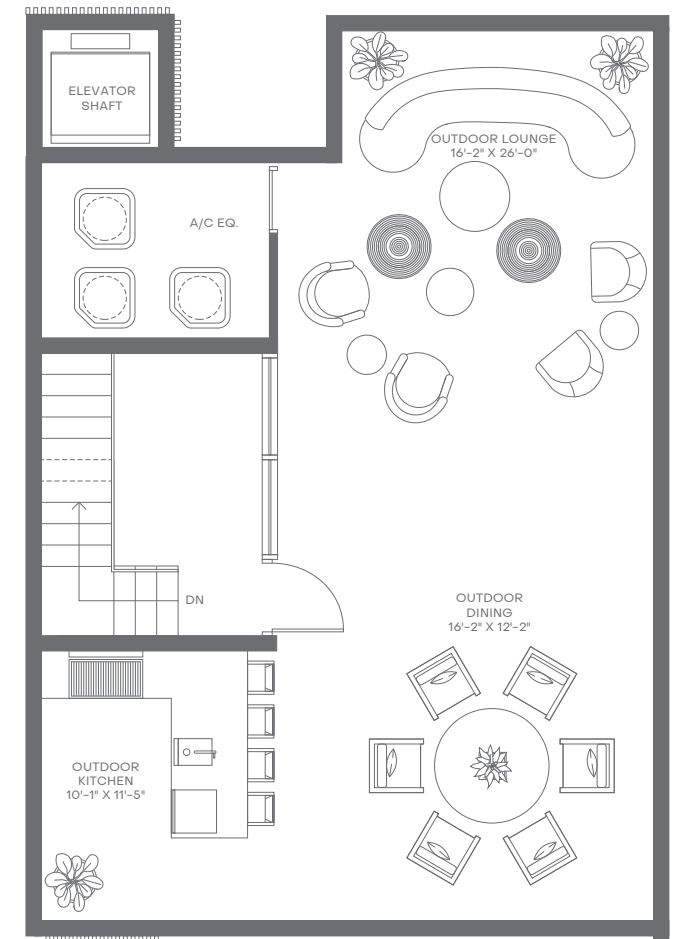 ELEVATOR
SHAFT
OUTDOOR LOUNGE
16'-2" X 26'-0"
A/C EQ.
DN
OUTDOOR
DINING
16'-2" X 12'-2"
OUTDOOR
KITCHEN
10'-1" X 11'-5"